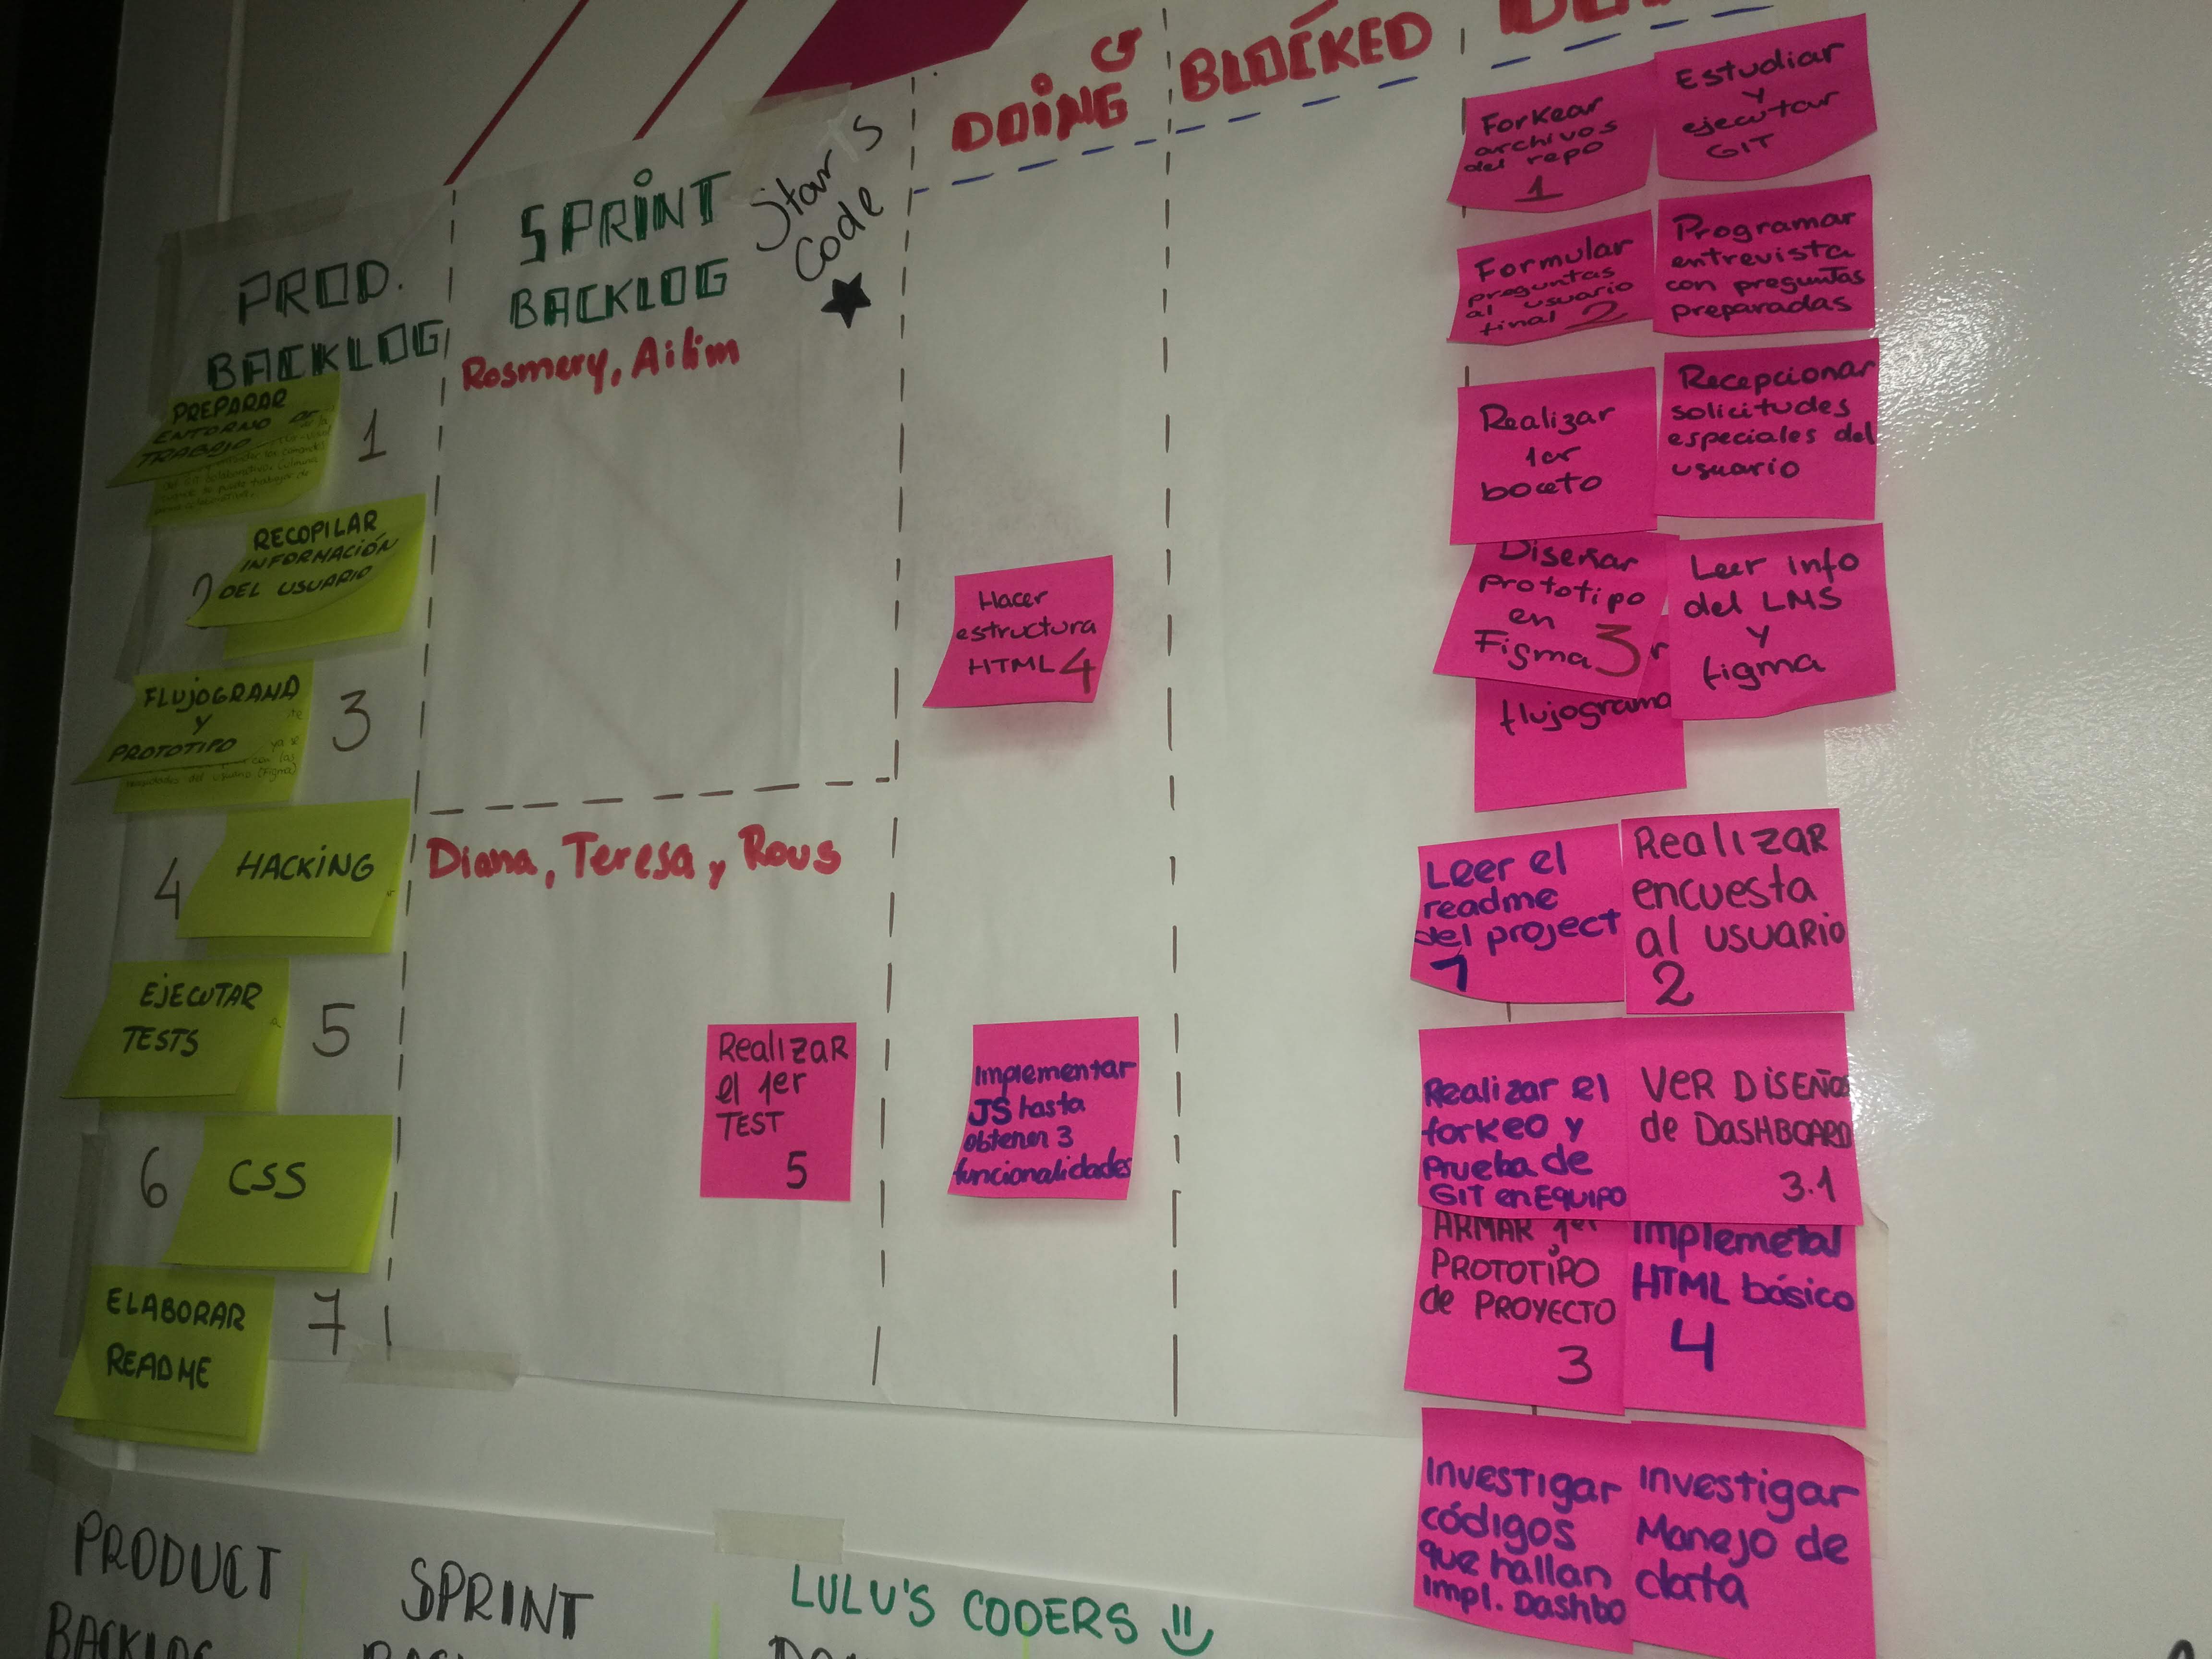 PROD.
BACKLOG
SPRINT
BACKLOG
Star's
Code
DOING
BLOCKED
Rosmery, Ailim
PREPARAR
ENTORNO DE
TRABAJO
1
RECOPILAR
INFORMACIÓN
DEL USUARIO
2
FLUJOGRAMA
Y
PROTOTIPO
3
HACKING
4
EJECUTAR
TESTS
5
CSS
6
ELABORAR
README
7
Diana, Teresa y Rous
Realizar
el 1er
TEST
5
Hacer
estructura
HTML 4
Implementar
JS hasta
obtener 3
funcionalidades
Forkear
archivos
del repo
1
Estudiar
y
ejecutar
GIT
Formular
preguntas
al usuario
final 2
Programar
entrevista
con preguntas
preparadas
Realizar
1er
boceto
Recepcionar
solicitudes
especiales del
usuario
Diseñar
prototipo
en
Figma 3
Leer info
del LMS
y
figma
flujograma
Leer el
readme
del project
1
Realizar
encuesta
al usuario
2
Realizar el
forkeo y
Prueba de
GIT en Equipo
VER DISEÑOS
de DASHBOARD
3.1
ARMAR 1er
PROTOTIPO
de PROYECTO
3
Implemetal
HTML básico
4
Investigar
códigos
que hallan
impl. Dashbo
Investigar
Manejo de
data
PRODUCT
BACKLOG
SPRINT
LULU'S CODERS